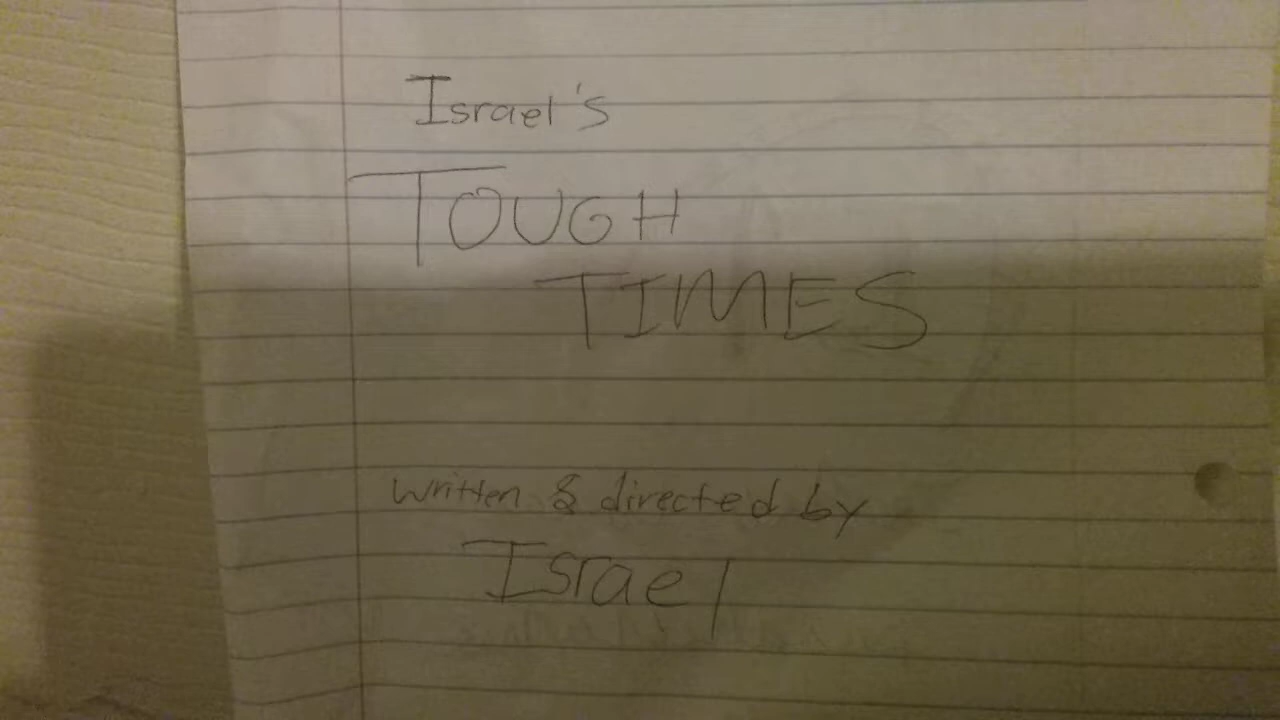 Israel's
TOUGH
TIMES
written & directed by
Israel